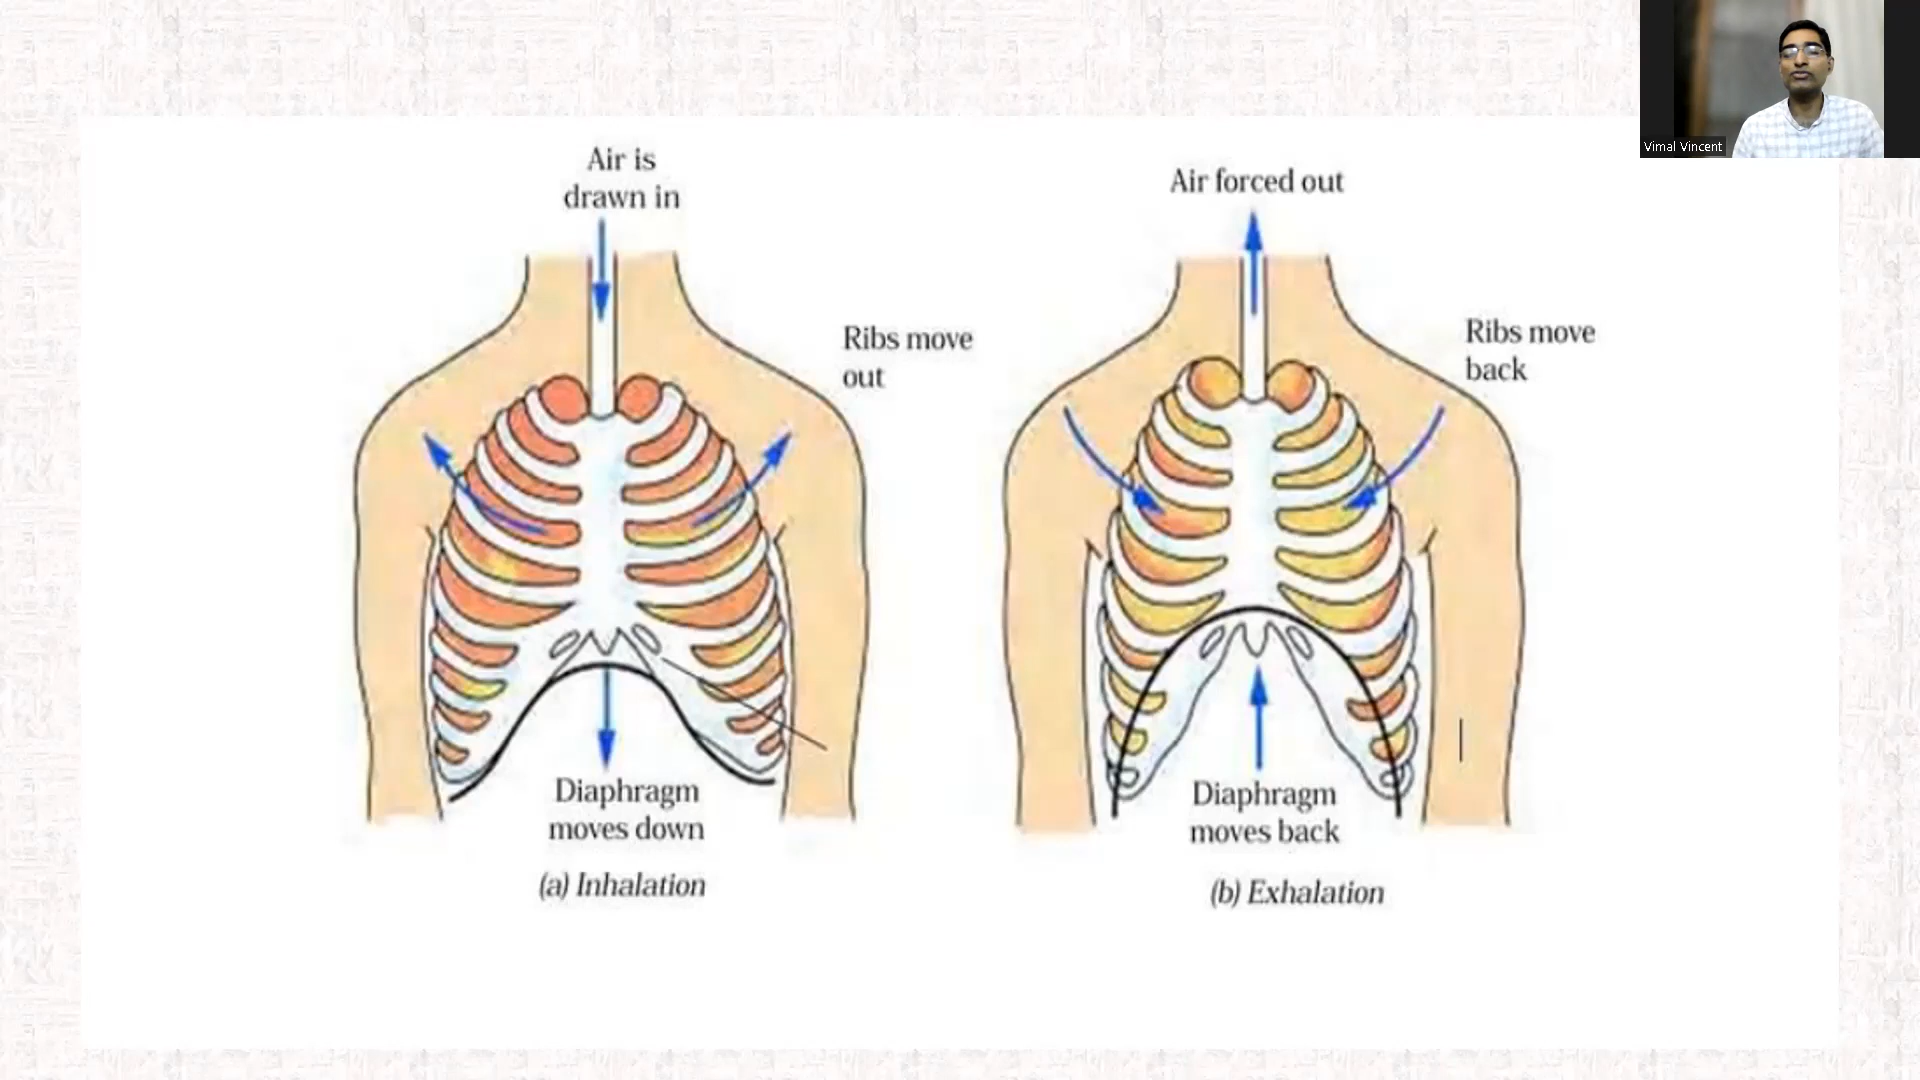 Vimal Vincent
Air is
drawn in
Ribs move
out
Diaphragm
moves down
(a) Inhalation
Air forced out
Ribs move
back
Diaphragm
moves back
(b) Exhalation